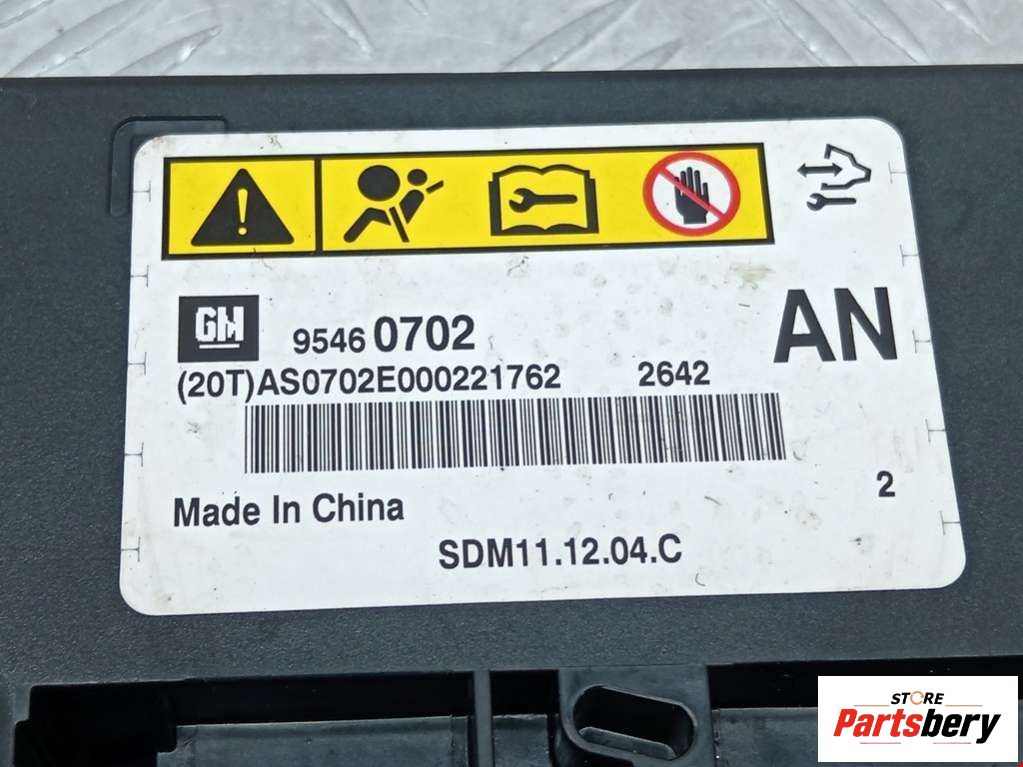 GM 9546 0702 AN
(20T)AS0702E000221762 2642
Made In China
2
SDM11.12.04.C
STORE
Partsbery